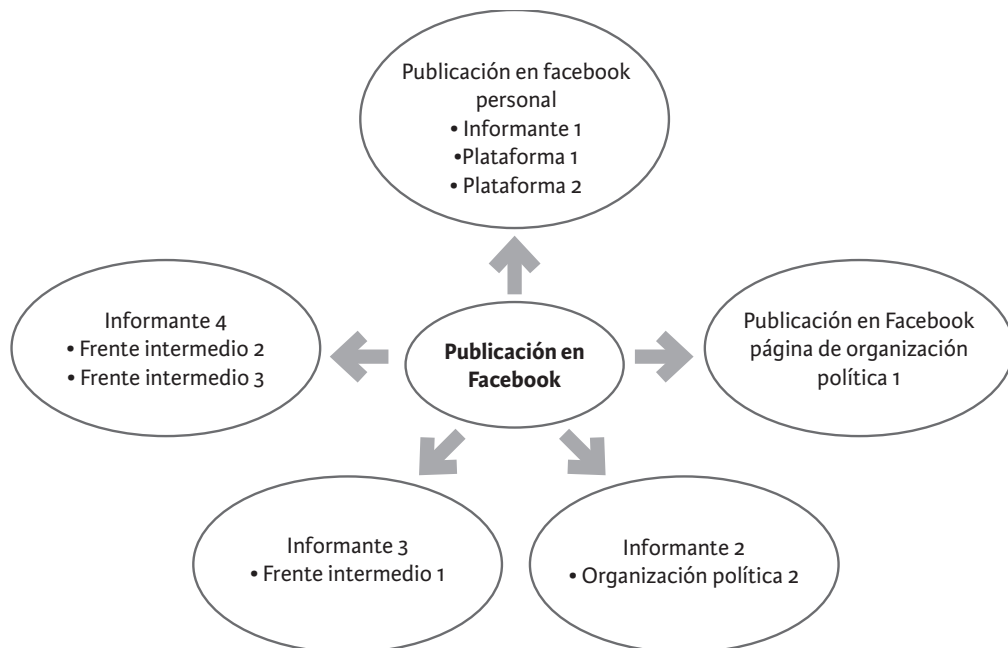 Publicación en facebook
personal
• Informante 1
•Plataforma 1
• Plataforma 2
Informante 4
• Frente intermedio 2
• Frente intermedio 3
Publicación en
Facebook
Publicación en Facebook
página de organización
política 1
Informante 3
• Frente intermedio 1
Informante 2
• Organización política 2